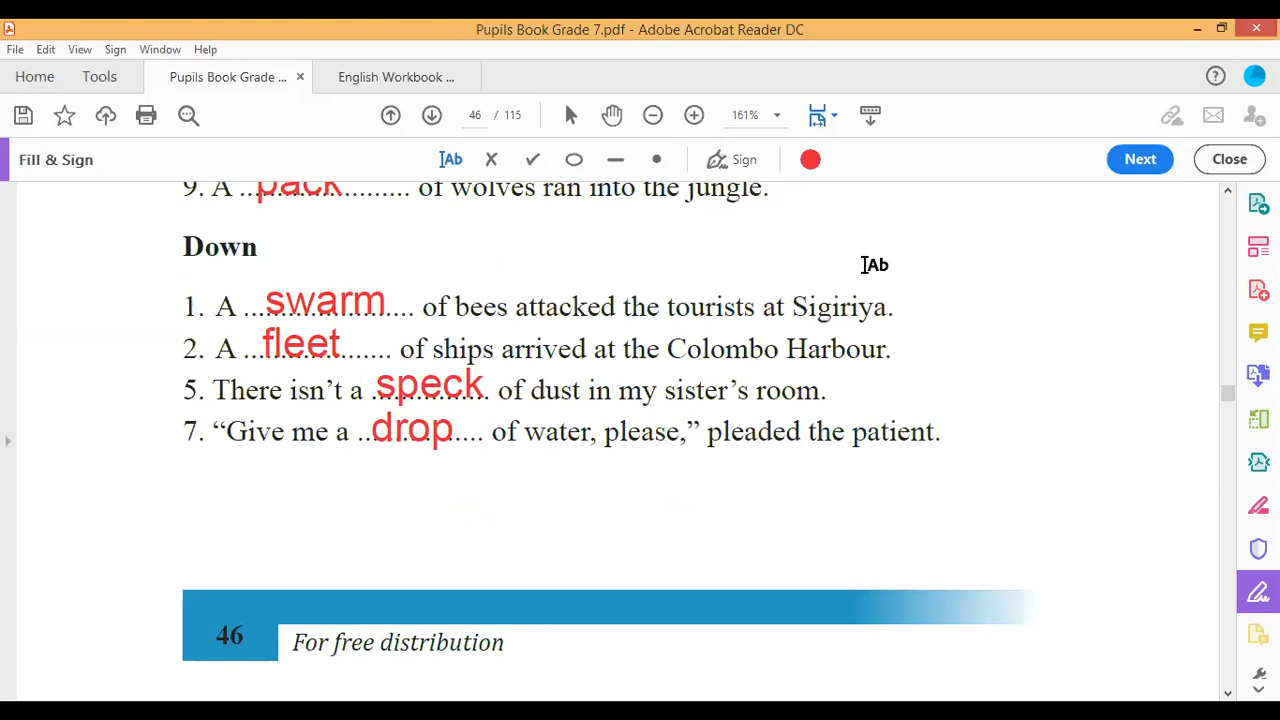 Pupils Book Grade 7.pdf - Adobe Acrobat Reader DC
File Edit View Sign Window Help
Home Tools Pupils Book Grade ... × English Workbook ...
46 / 115 161%
Fill & Sign Ab Sign Next Close
9. A ..pack.......... of wolves ran into the jungle.
Down
Ab
1. A ...swarm.... of bees attacked the tourists at Sigiriya.
2. A ...fleet....... of ships arrived at the Colombo Harbour.
5. There isn’t a .speck. of dust in my sister’s room.
7. “Give me a ..drop.... of water, please,” pleaded the patient.
46
For free distribution